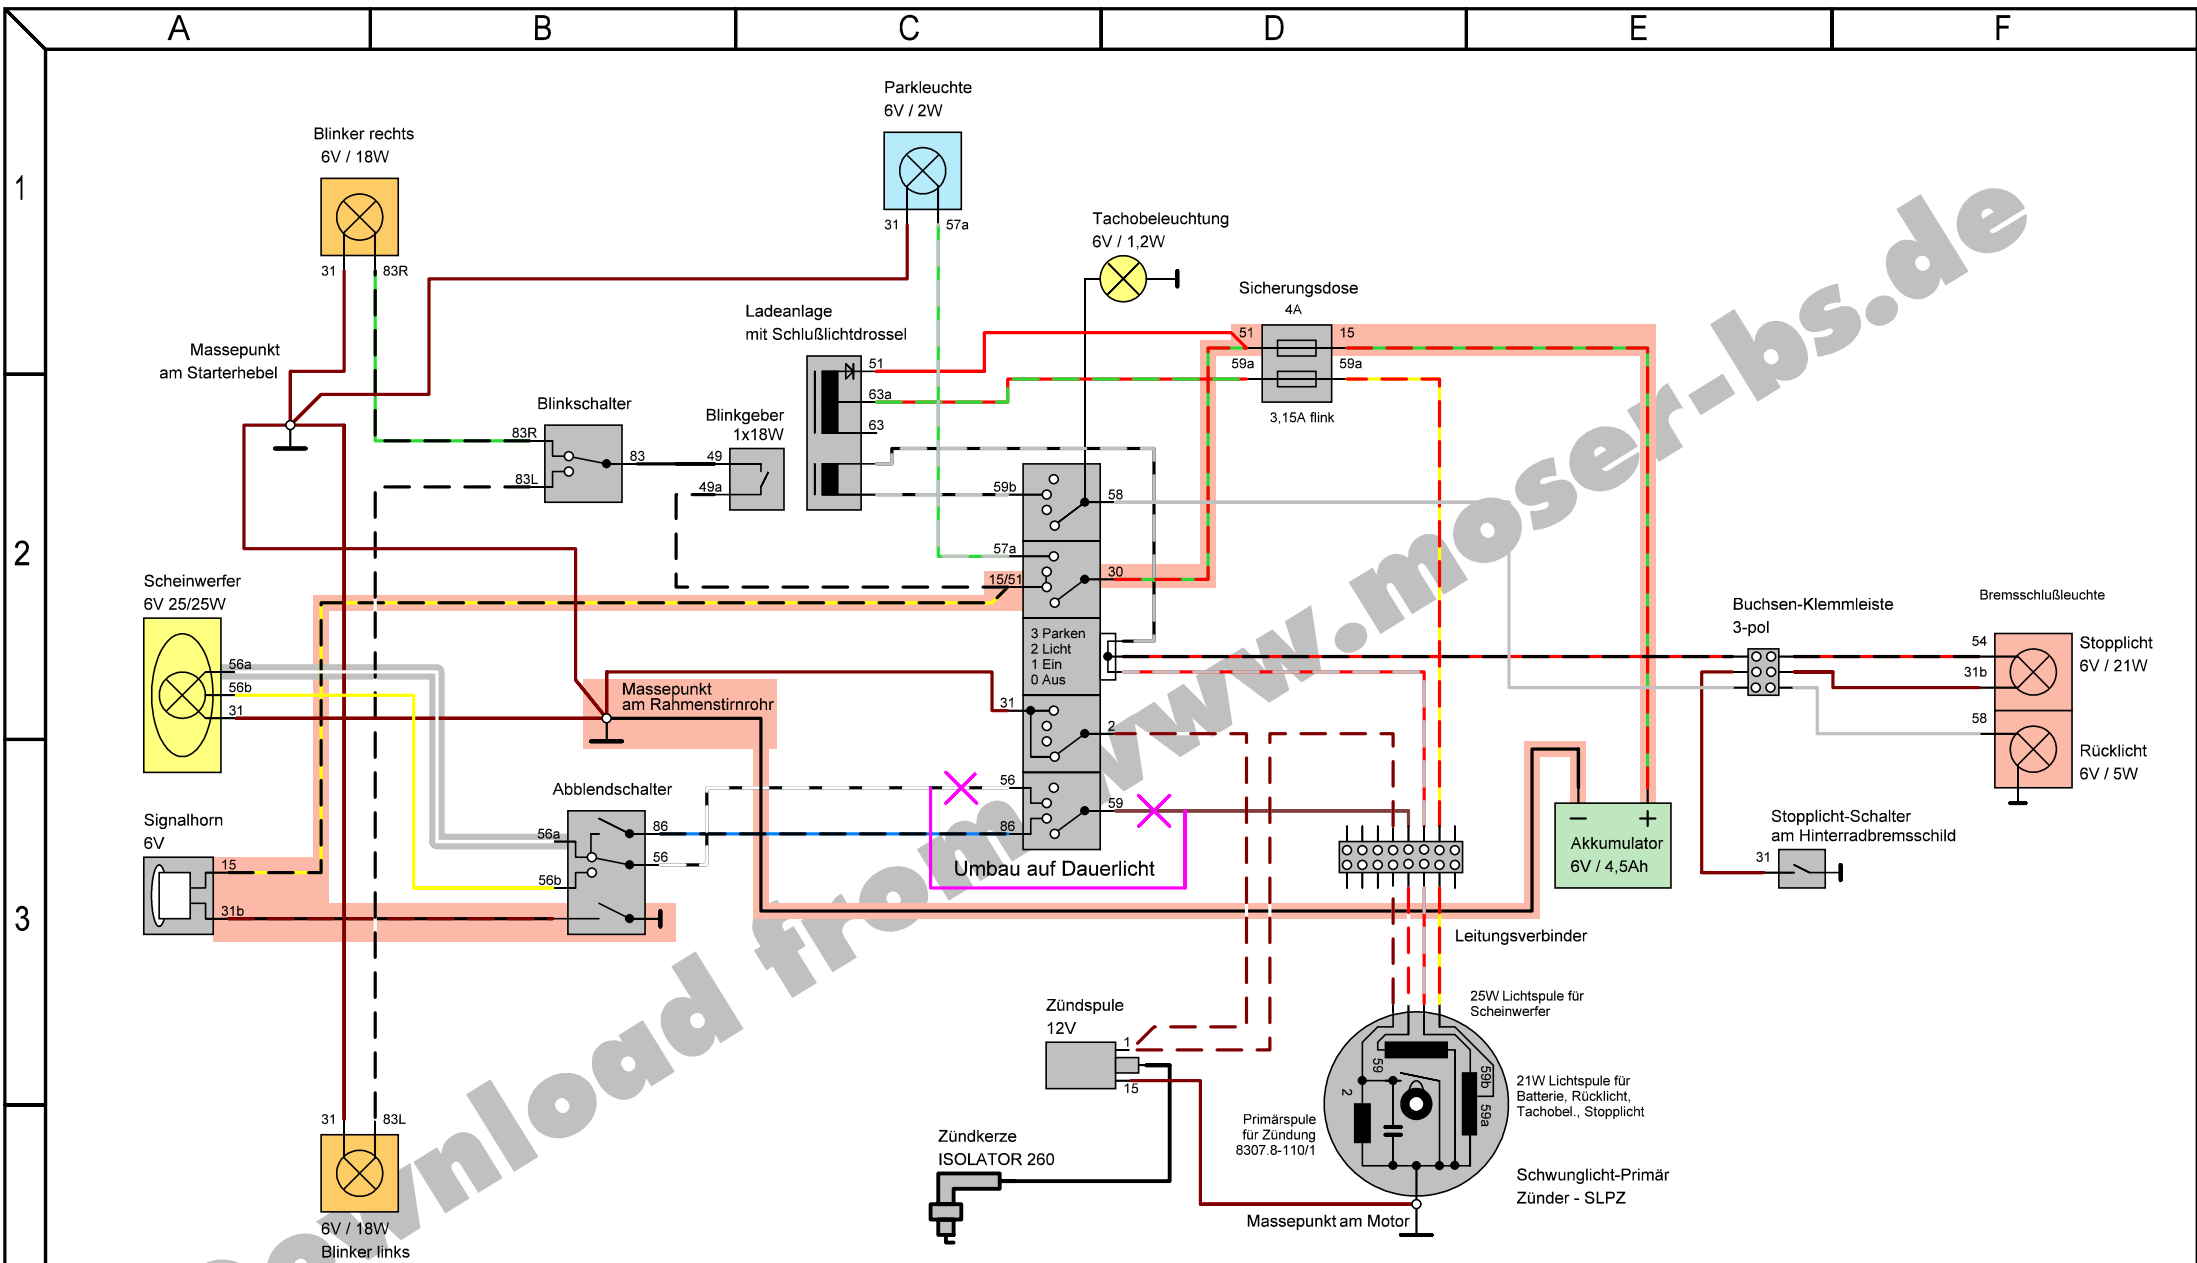 A B C D E F
1
2
3
Parkleuchte
6V / 2W
31 57a
Blinker rechts
6V / 18W
31 83R
Tachobeleuchtung
6V / 1,2W
Sicherungsdose
4A
51 15
59a 59a
3,15A flink
Ladeanlage
mit Schlußlichtdrossel
51
63a
63
Massepunkt
am Starterhebel
Blinkschalter
83R
83L
83
Blinkgeber
1x18W
49
49a
59b 58
57a
15/51 30
3 Parken
2 Licht
1 Ein
0 Aus
31 2
56 59
86
Scheinwerfer
6V 25/25W
56a
56b
31
Massepunkt
am Rahmenstirnrohr
Buchsen-Klemmleiste
3-pol
Bremsschlußleuchte
54
31b
58
Stopplicht
6V / 21W
Rücklicht
6V / 5W
Abblendschalter
56a 86
56
56b
Signalhorn
6V
15
31b
Umbau auf Dauerlicht
− +
Akkumulator
6V / 4,5Ah
Stopplicht-Schalter
am Hinterradbremsschild
31
Leitungsverbinder
Zündspule
12V
1
15
25W Lichtspule für
Scheinwerfer
59
2
59b
59a
21W Lichtspule für
Batterie, Rücklicht,
Tachobel., Stopplicht
Primärspule
für Zündung
8307.8-110/1
Zündkerze
ISOLATOR 260
Schwunglicht-Primär
Zünder - SLPZ
Massepunkt am Motor
31 83L
6V / 18W
Blinker links
Download from www.moser-bs.de